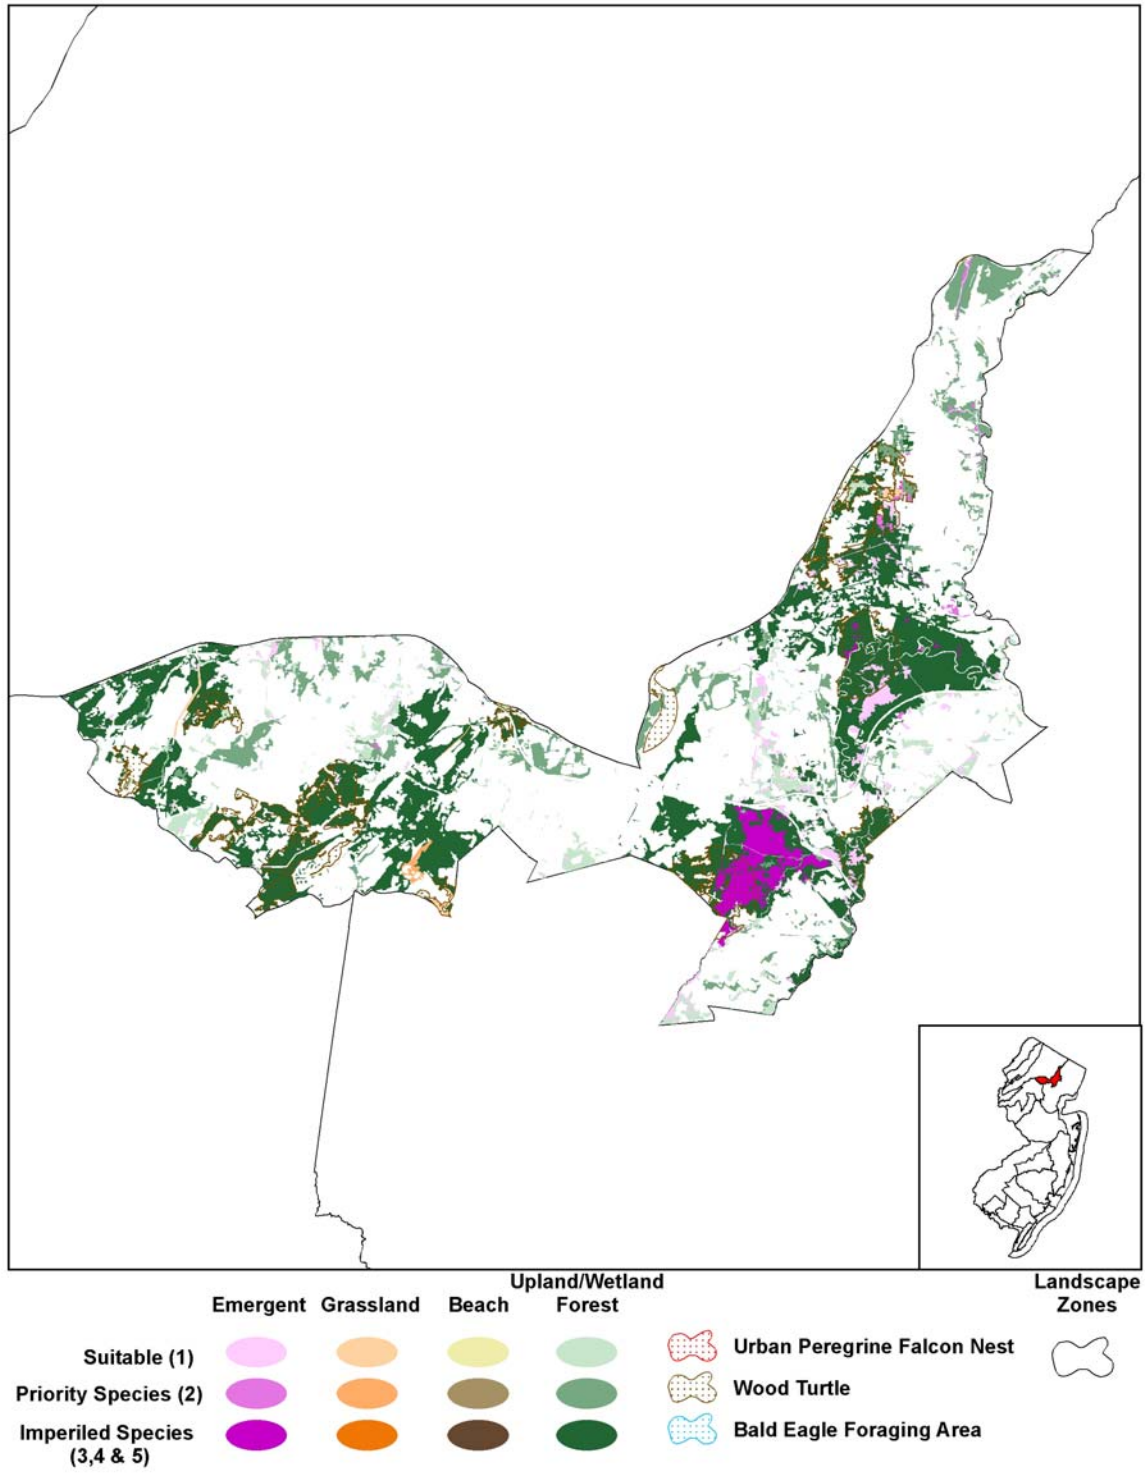 Upland/Wetland
Landscape
Emergent Grassland Beach Forest Zones
Suitable (1)
Urban Peregrine Falcon Nest
Priority Species (2)
Wood Turtle
Imperiled Species
(3,4 & 5)
Bald Eagle Foraging Area